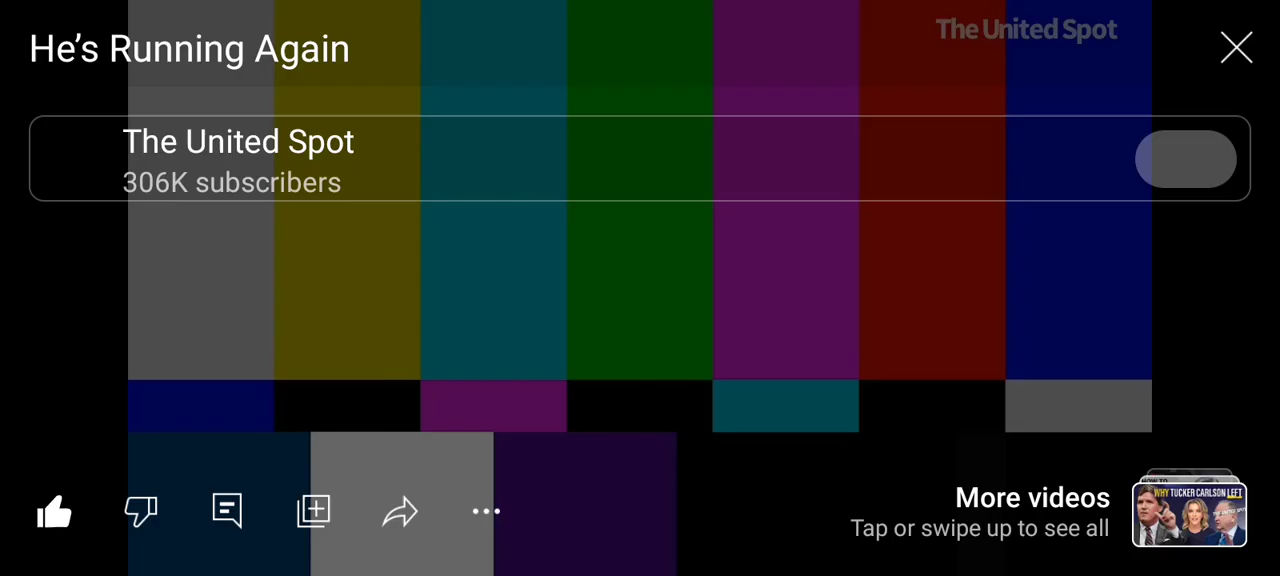 He’s Running Again
The United Spot
The United Spot
306K subscribers
More videos
Tap or swipe up to see all
WHY TUCKER CARLSON LEFT